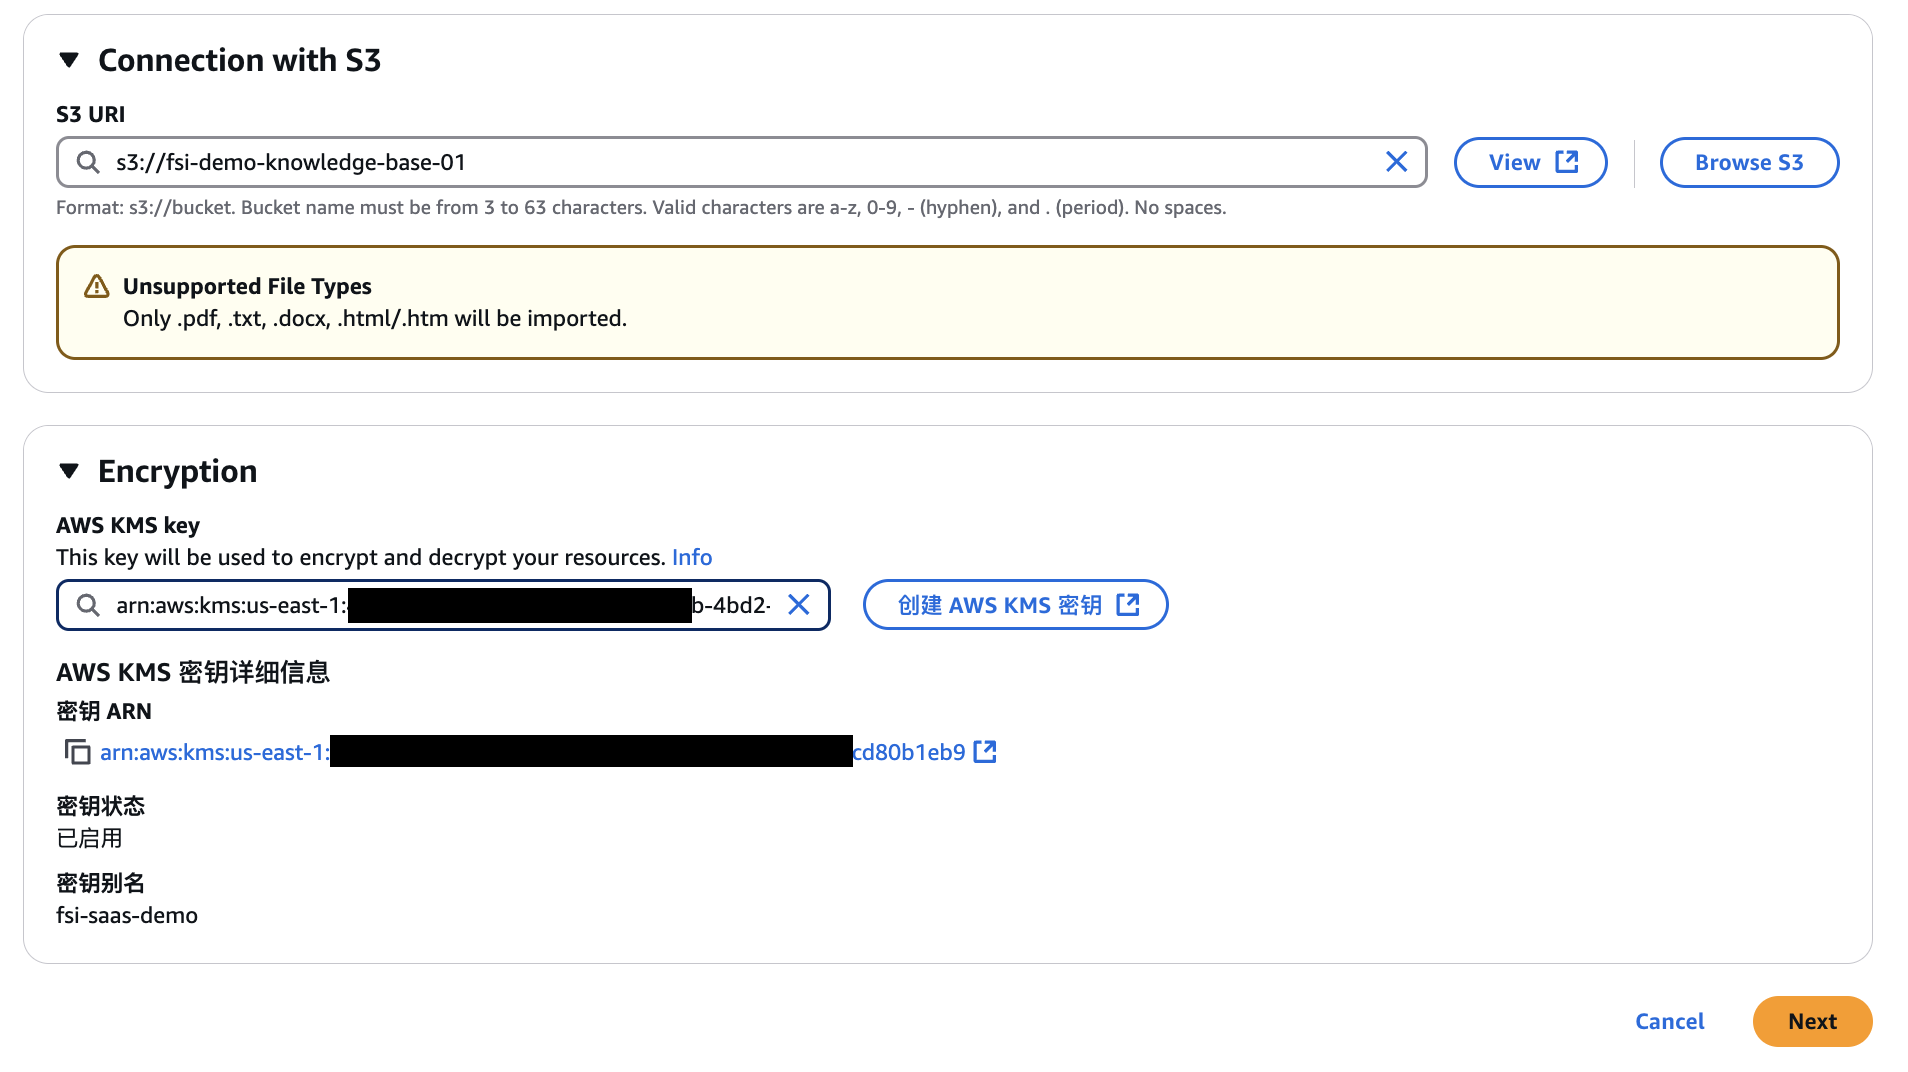 Connection with S3
S3 URI
s3://fsi-demo-knowledge-base-01
View
Browse S3
Format: s3://bucket. Bucket name must be from 3 to 63 characters. Valid characters are a-z, 0-9, - (hyphen), and . (period). No spaces.
Unsupported File Types
Only .pdf, .txt, .docx, .html/.htm will be imported.
Encryption
AWS KMS key
This key will be used to encrypt and decrypt your resources. Info
arn:aws:kms:us-east-1: b-4bd2-
创建 AWS KMS 密钥
AWS KMS 密钥详细信息
密钥 ARN
arn:aws:kms:us-east-1: cd80b1eb9
密钥状态
已启用
密钥别名
fsi-saas-demo
Cancel
Next